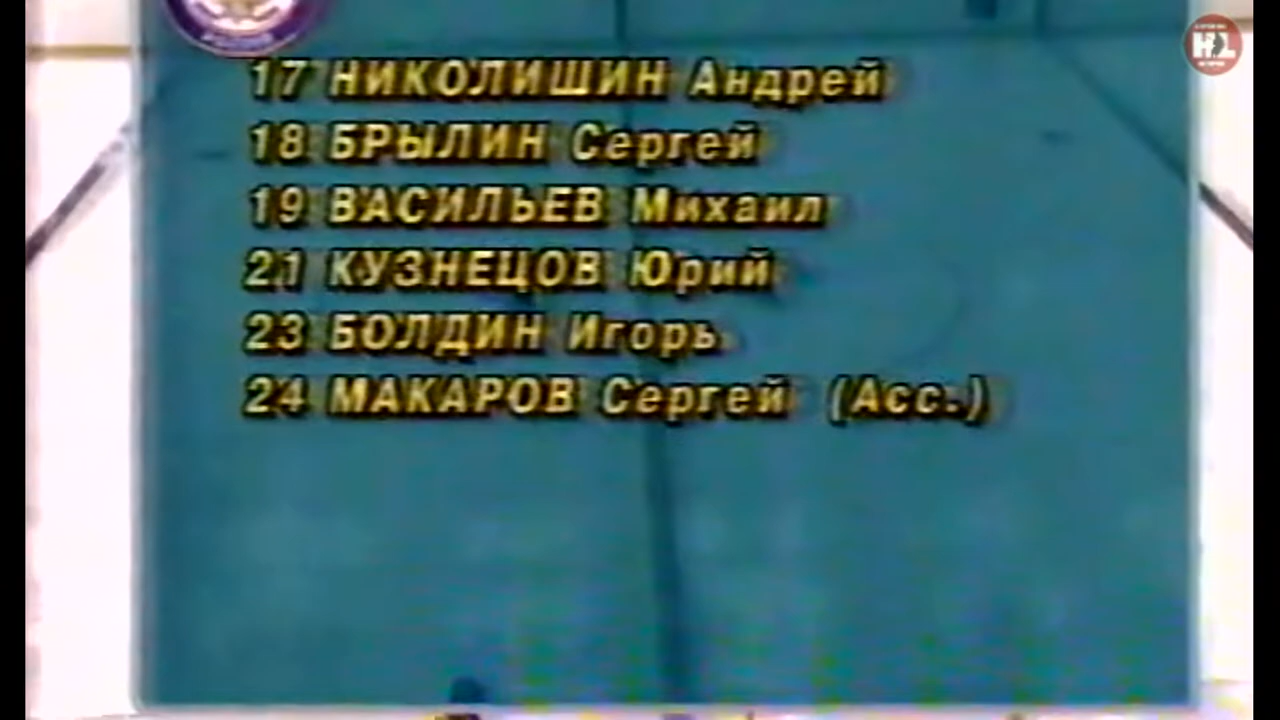 17 НИКОЛИШИН Андрей
18 БРЫЛИН Сергей
19 ВАСИЛЬЕВ Михаил
21 КУЗНЕЦОВ Юрий
23 БОЛДИН Игорь
24 МАКАРОВ Сергей (Асс.)